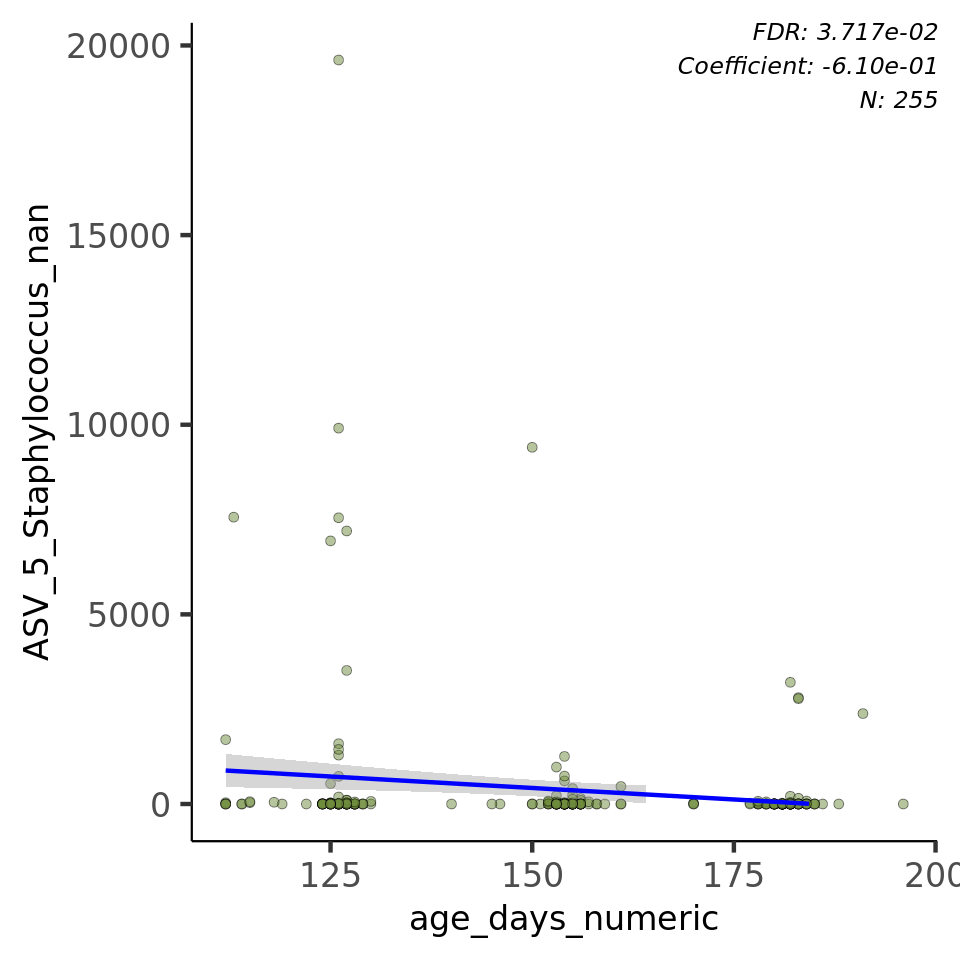 FDR: 3.717e-02
Coefficient: -6.10e-01
N: 255
20000
15000
10000
5000
0
ASV_5_Staphylococcus_nan
125 150 175 200
age_days_numeric